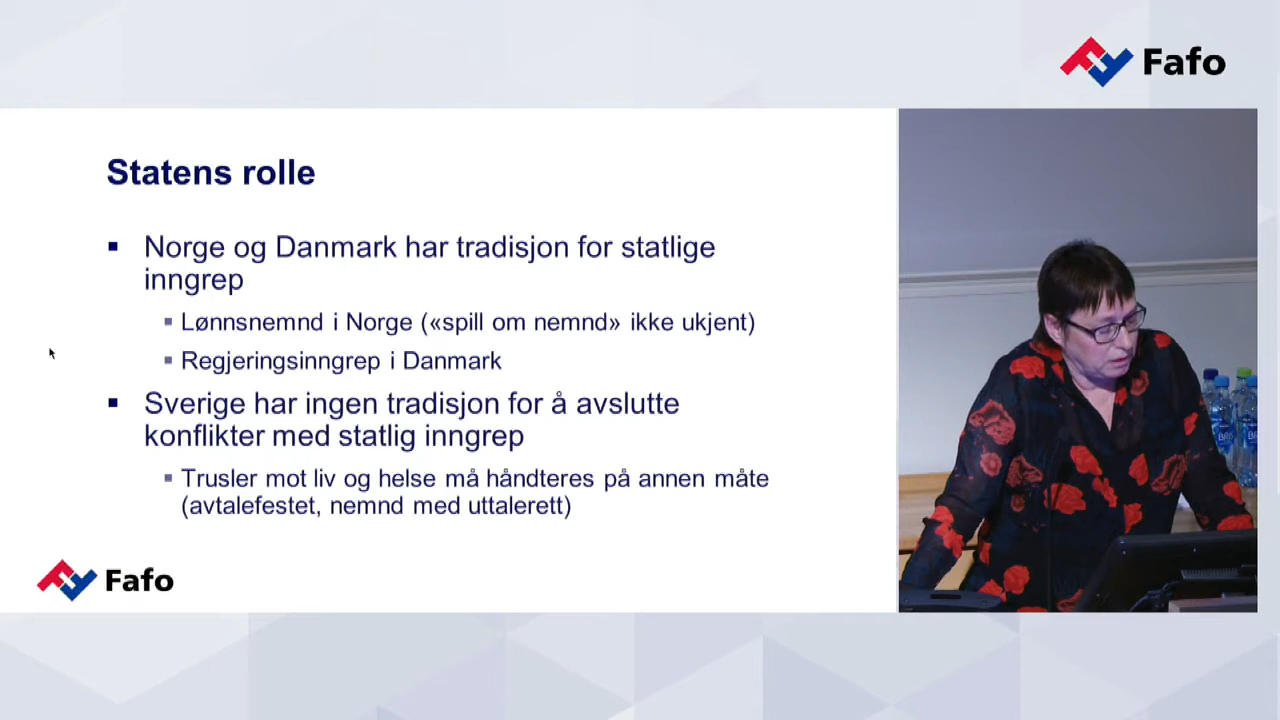 Fafo
Statens rolle
▪ Norge og Danmark har tradisjon for statlige
inngrep
▪ Lønnsnemnd i Norge («spill om nemnd» ikke ukjent)
▪ Regjeringsinngrep i Danmark
▪ Sverige har ingen tradisjon for å avslutte
konflikter med statlig inngrep
▪ Trusler mot liv og helse må håndteres på annen måte
(avtalefestet, nemnd med uttalerett)
Fafo